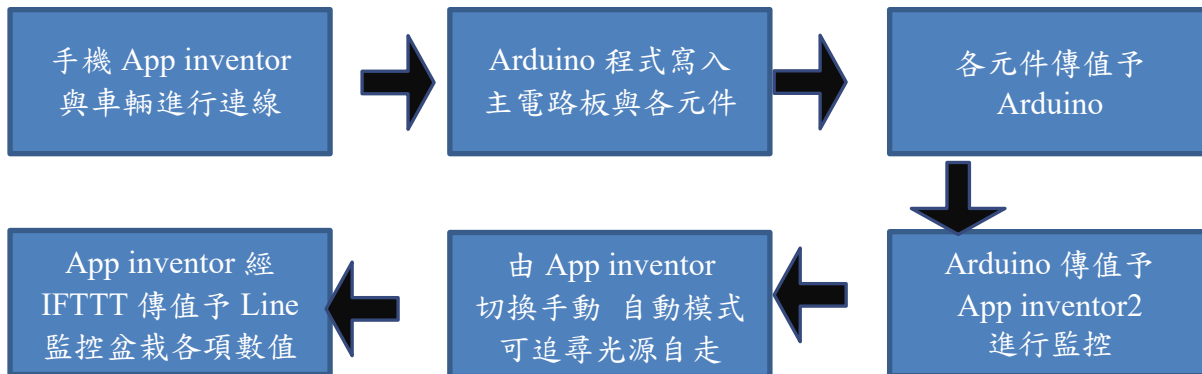 手機 App inventor
與車輛進行連線
Arduino 程式寫入
主電路板與各元件
各元件傳值予
Arduino
Arduino 傳值予
App inventor2
進行監控
由 App inventor
切換手動 自動模式
可追尋光源自走
App inventor 經
IFTTT 傳值予 Line
監控盆栽各項數值